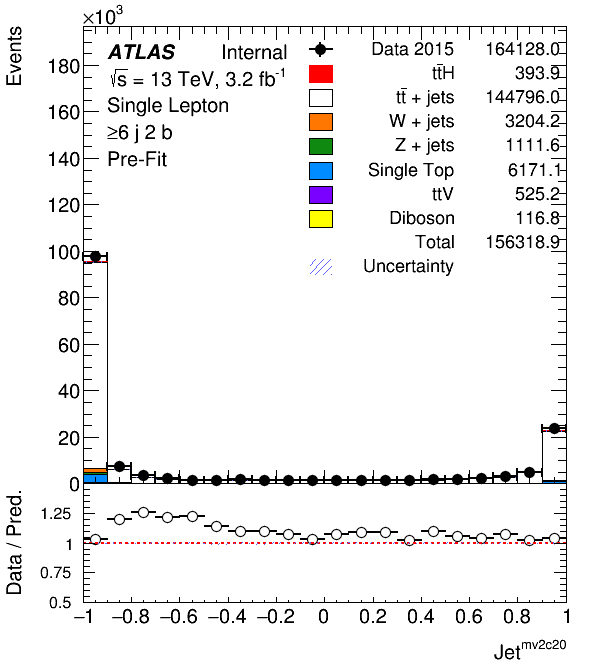 ×10³
Events
ATLAS Internal
√s = 13 TeV, 3.2 fb⁻¹
Single Lepton
≥6 j 2 b
Pre-Fit
Data 2015 164128.0
tt̄H 393.9
tt̄ + jets 144796.0
W + jets 3204.2
Z + jets 1111.6
Single Top 6171.1
ttV 525.2
Diboson 116.8
Total 156318.9
Uncertainty
180
160
140
120
100
80
60
40
20
0
Data / Pred.
1.25
1
0.75
0.5
−1 −0.8 −0.6 −0.4 −0.2 0 0.2 0.4 0.6 0.8 1
Jet^mv2c20